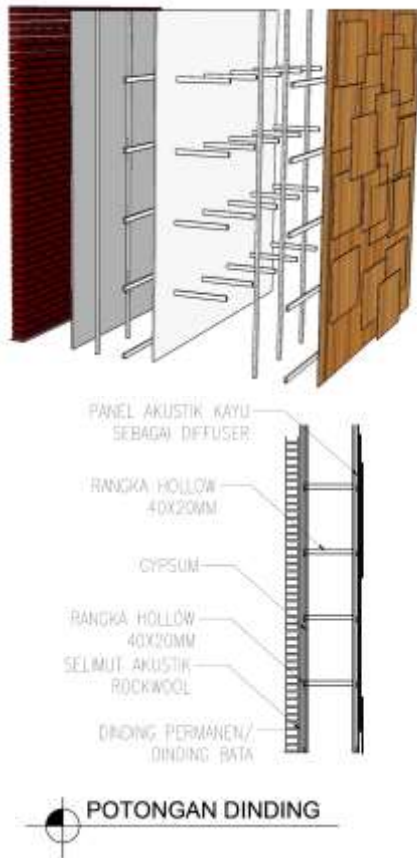 PANEL AKUSTIK KAYU
SEBAGAI DIFFUSER
RANGKA HOLLOW
40X20MM
GYPSUM
RANGKA HOLLOW
40X20MM
SELIMUT AKUSTIK
ROCKWOOL
DINDING PERMANEN/
DINDING BATA
POTONGAN DINDING